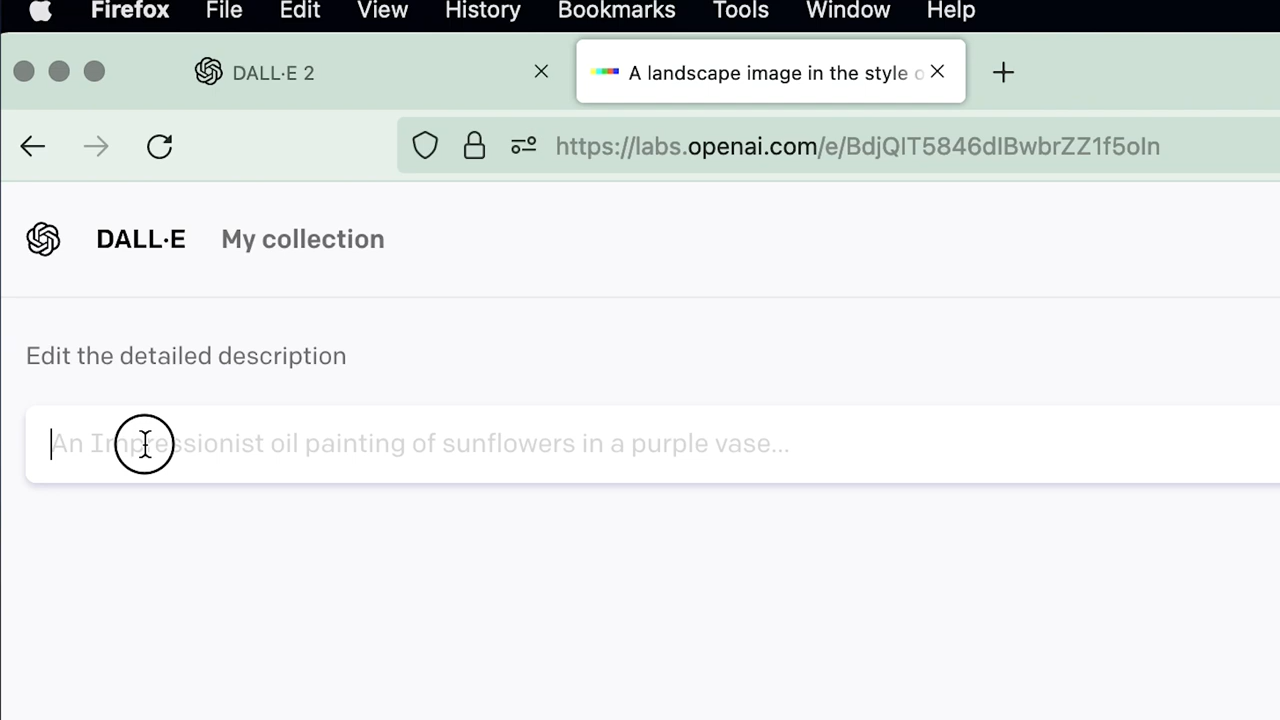 Firefox File Edit View History Bookmarks Tools Window Help
DALL·E 2 A landscape image in the style
https://labs.openai.com/e/BdjQIT5846dIBwbrZZ1f5oIn
DALL·E My collection
Edit the detailed description
An Impressionist oil painting of sunflowers in a purple vase...